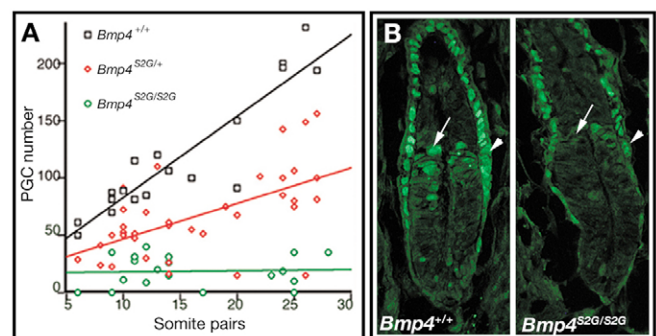 A
Bmp4+/+
Bmp4S2G/+
Bmp4S2G/S2G
PGC number
200
150
100
50
0
5
10
15
20
25
30
Somite pairs
B
Bmp4+/+
Bmp4S2G/S2G